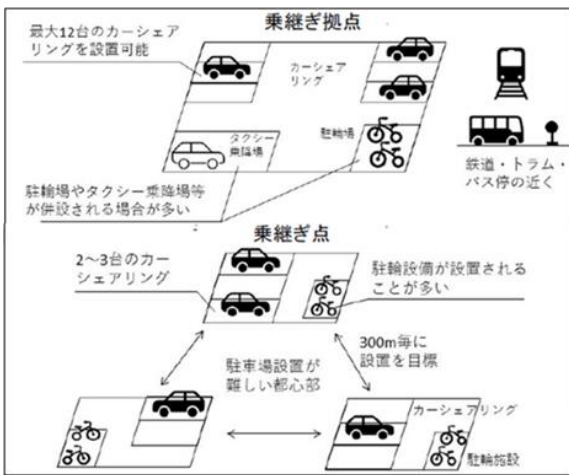 乗継ぎ拠点
最大12台のカーシェア
リングを設置可能
カーシェア
リング
タクシー
乗降場
駐輪場
鉄道・トラム・
バス停の近く
駐輪場やタクシー乗降場等
が併設される場合が多い
乗継ぎ点
2～3台のカー
シェアリング
駐輪設備が設置される
ことが多い
300m毎に
設置を目標
駐車場設置が
難しい都心部
カーシェアリング
駐輪施設